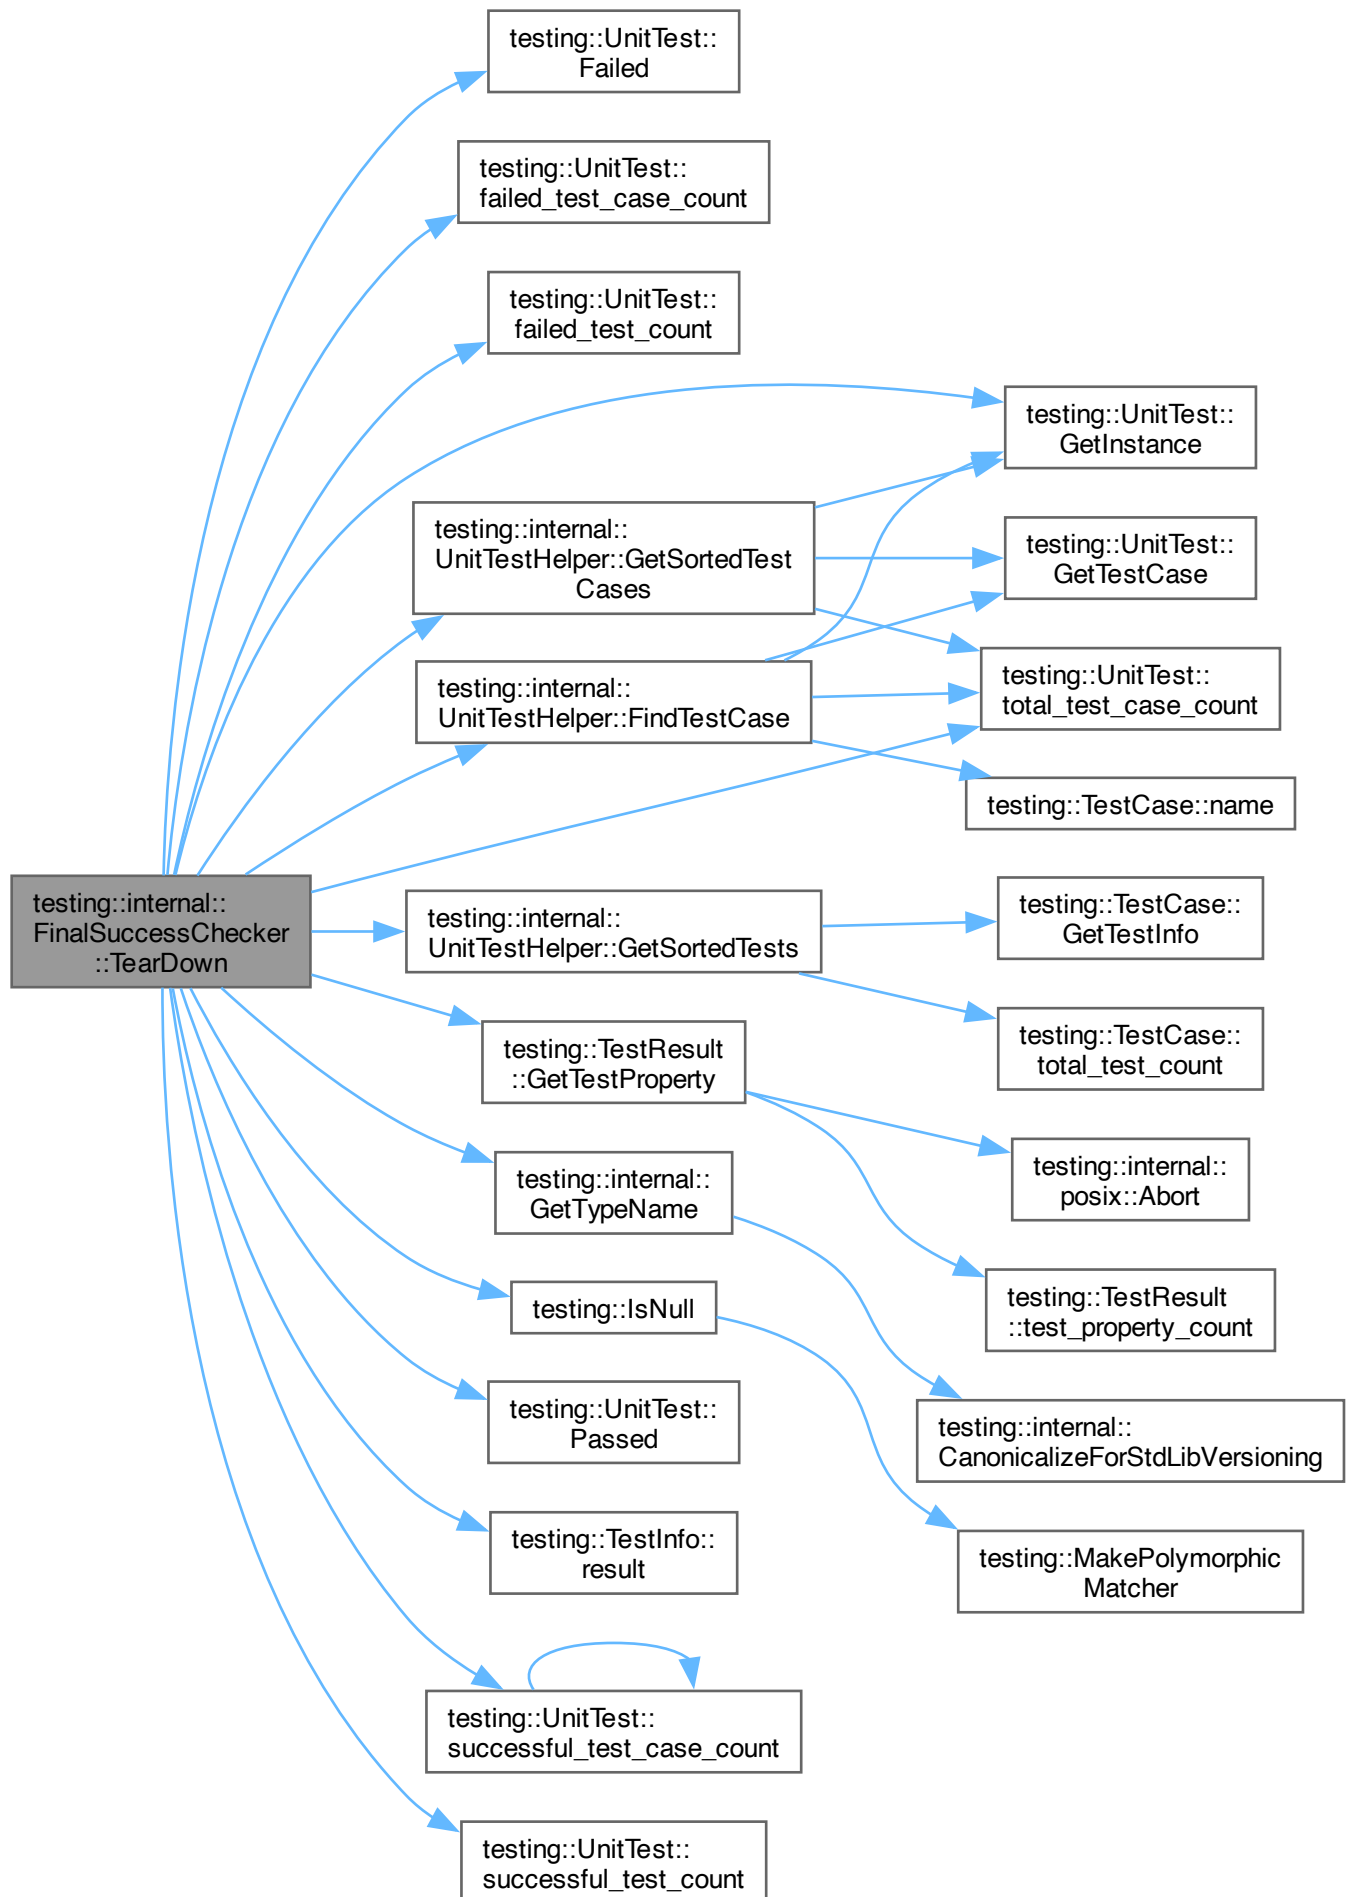 testing::UnitTest::
Failed
testing::UnitTest::
failed_test_case_count
testing::UnitTest::
failed_test_count
testing::UnitTest::
GetInstance
testing::internal::
UnitTestHelper::GetSortedTest
Cases
testing::UnitTest::
GetTestCase
testing::internal::
UnitTestHelper::FindTestCase
testing::UnitTest::
total_test_case_count
testing::TestCase::name
testing::internal::
FinalSuccessChecker
::TearDown
testing::internal::
UnitTestHelper::GetSortedTests
testing::TestCase::
GetTestInfo
testing::TestCase::
total_test_count
testing::TestResult
::GetTestProperty
testing::internal::
posix::Abort
testing::internal::
GetTypeName
testing::TestResult
::test_property_count
testing::IsNull
testing::UnitTest::
Passed
testing::internal::
CanonicalizeForStdLibVersioning
testing::TestInfo::
result
testing::MakePolymorphic
Matcher
testing::UnitTest::
successful_test_case_count
testing::UnitTest::
successful_test_count